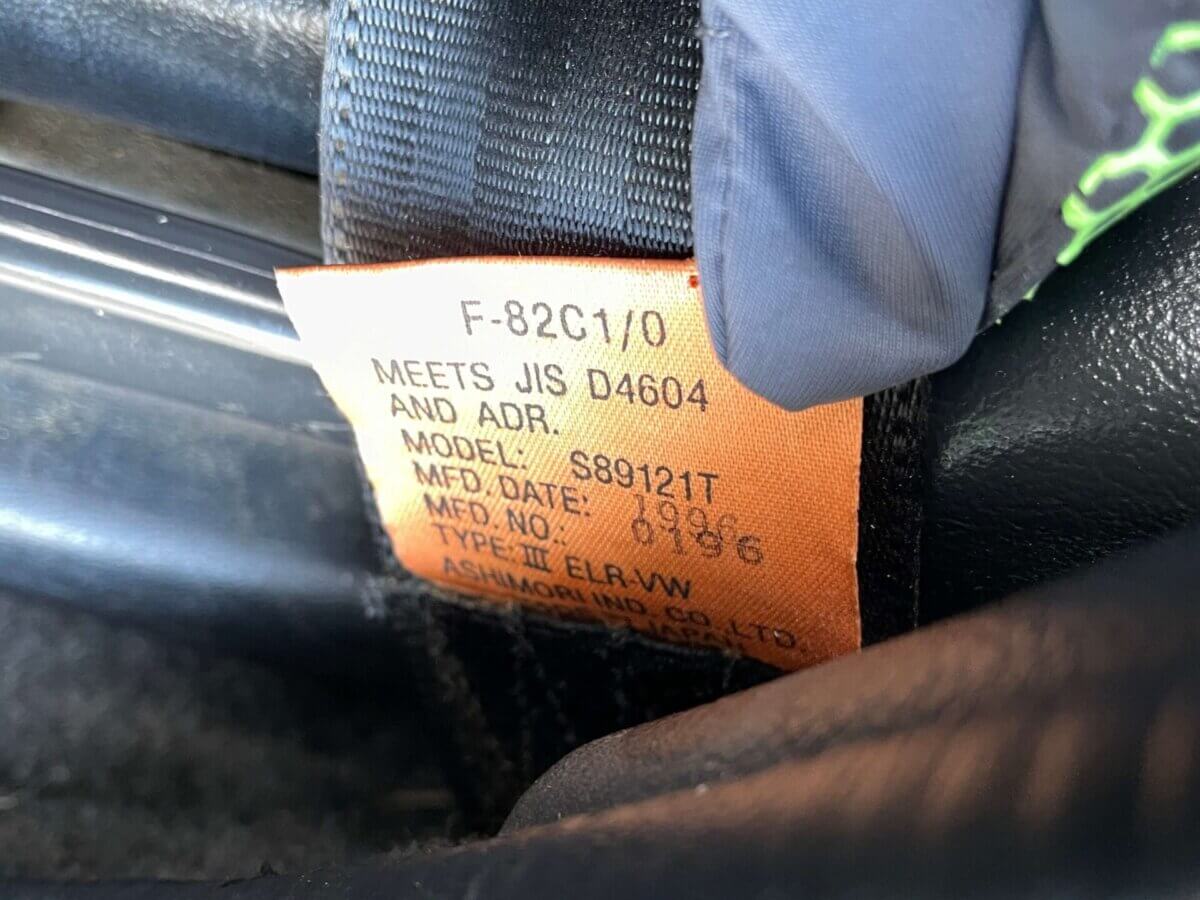 F-82C1/0
MEETS JIS D4604
AND ADR.
MODEL: S89121T
MFD. DATE: 1996
MFD. NO.: 0196
TYPE: III ELR-VW
ASHIMORI IND. CO., LTD.
JAPAN